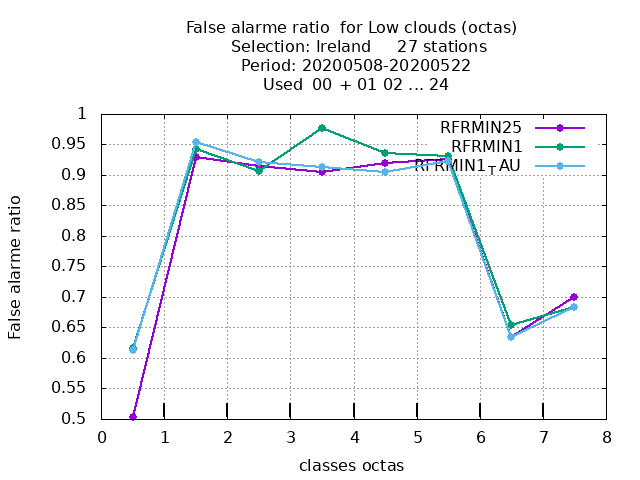 False alarme ratio  for Low clouds (octas)
Selection: Ireland     27 stations
Period: 20200508-20200522
Used  00 + 01 02 ... 24
RFRMIN25
RFRMIN1
RFRMIN1TAU
1
0.95
0.9
0.85
0.8
0.75
0.7
0.65
0.6
0.55
0.5
False alarme ratio
0 1 2 3 4 5 6 7 8
classes octas